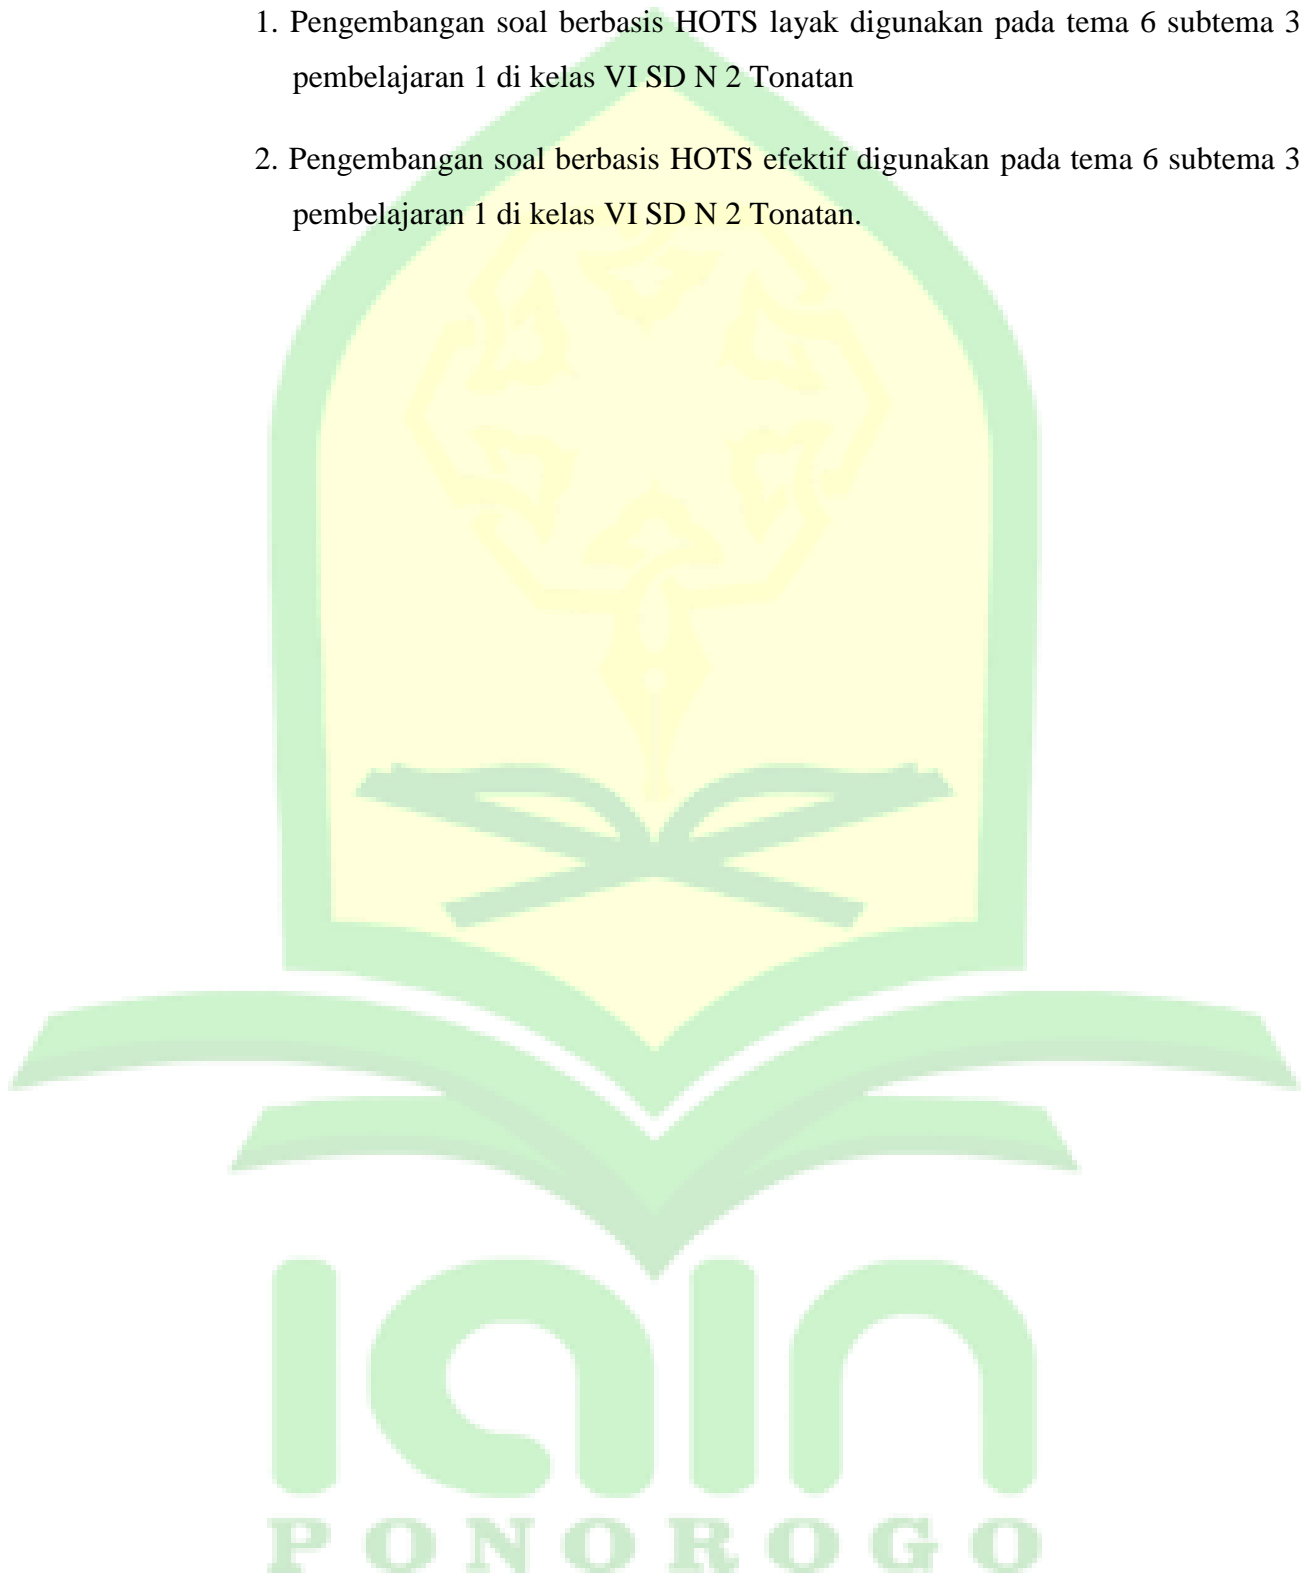 1. Pengembangan soal berbasis HOTS layak digunakan pada tema 6 subtema 3
pembelajaran 1 di kelas VI SD N 2 Tonatan
2. Pengembangan soal berbasis HOTS efektif digunakan pada tema 6 subtema 3
pembelajaran 1 di kelas VI SD N 2 Tonatan.
iain
PONOROGO